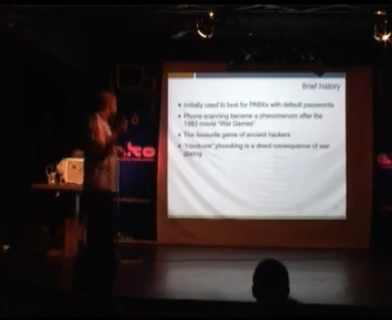 Brief history
Initially used to look for PABXs with default passwords
Phone scanning became a phenomenom after the
1983 movie "War Games"
The favourite game of ancient hackers
"Hardcore" phreaking is a direct consequence of war
dialing